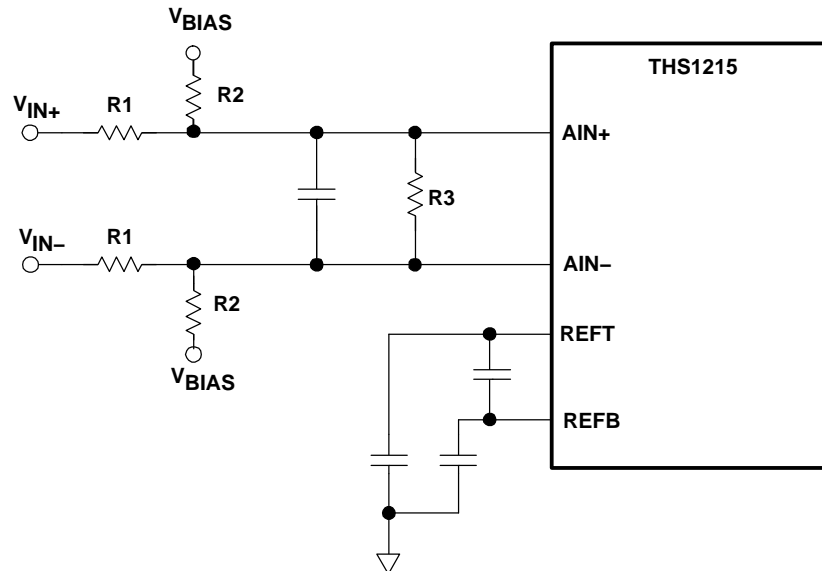 VBIAS
THS1215
R2
VIN+
R1
AIN+
R3
VIN–
R1
AIN–
R2
REFT
VBIAS
REFB